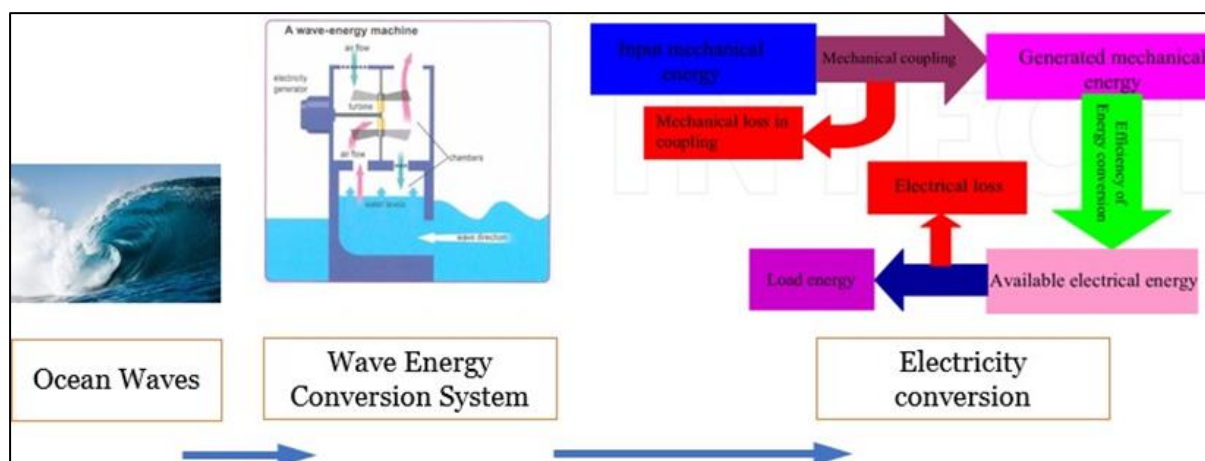 A wave-energy machine
air flow
electricity
generator
turbine
air flow
chambers
water levels
wave direction
Input mechanical
energy
Mechanical coupling
Generated mechanical
energy
Mechanical loss in
coupling
Efficiency of
Energy conversion
Electrical loss
Load energy
Available electrical energy
INTECH
Ocean Waves
Wave Energy
Conversion System
Electricity
conversion